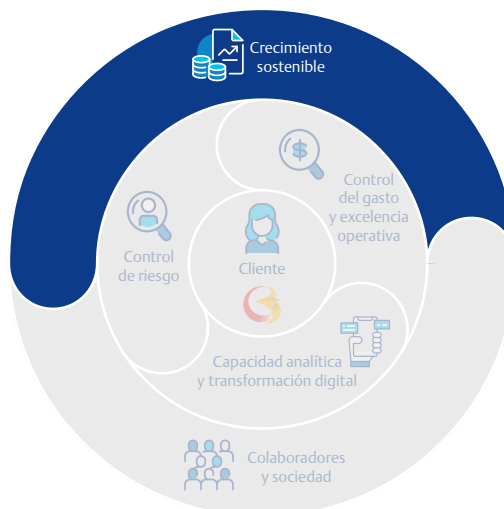 Crecimiento
sostenible
Control
del gasto
y excelencia
operativa
Control
de riesgo
Cliente
Capacidad analítica
y transformación digital
Colaboradores
y sociedad